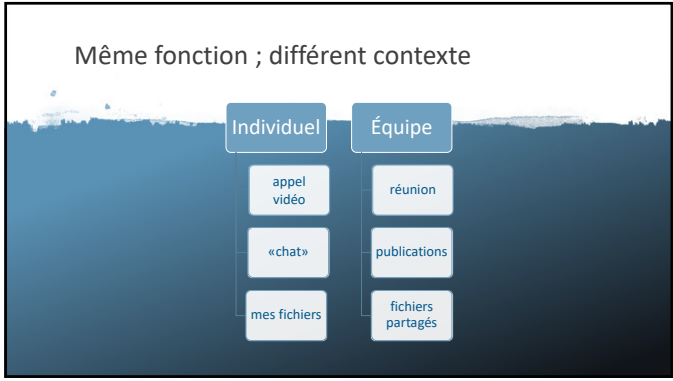 Même fonction ; différent contexte
Individuel
appel
vidéo
«chat»
mes fichiers
Équipe
réunion
publications
fichiers
partagés